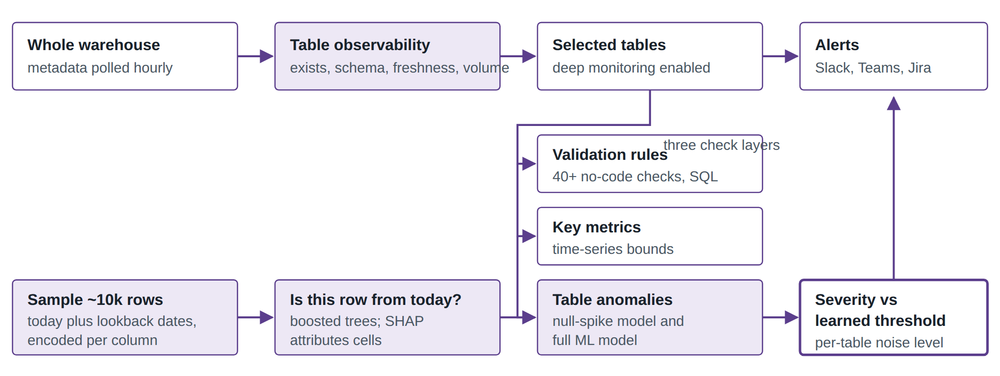 Whole warehouse
metadata polled hourly
Table observability
exists, schema, freshness, volume
Selected tables
deep monitoring enabled
Alerts
Slack, Teams, Jira
three check layers
Validation rules
40+ no-code checks, SQL
Key metrics
time-series bounds
Sample ~10k rows
today plus lookback dates,
encoded per column
Is this row from today?
boosted trees; SHAP
attributes cells
Table anomalies
null-spike model and
full ML model
Severity vs
learned threshold
per-table noise level